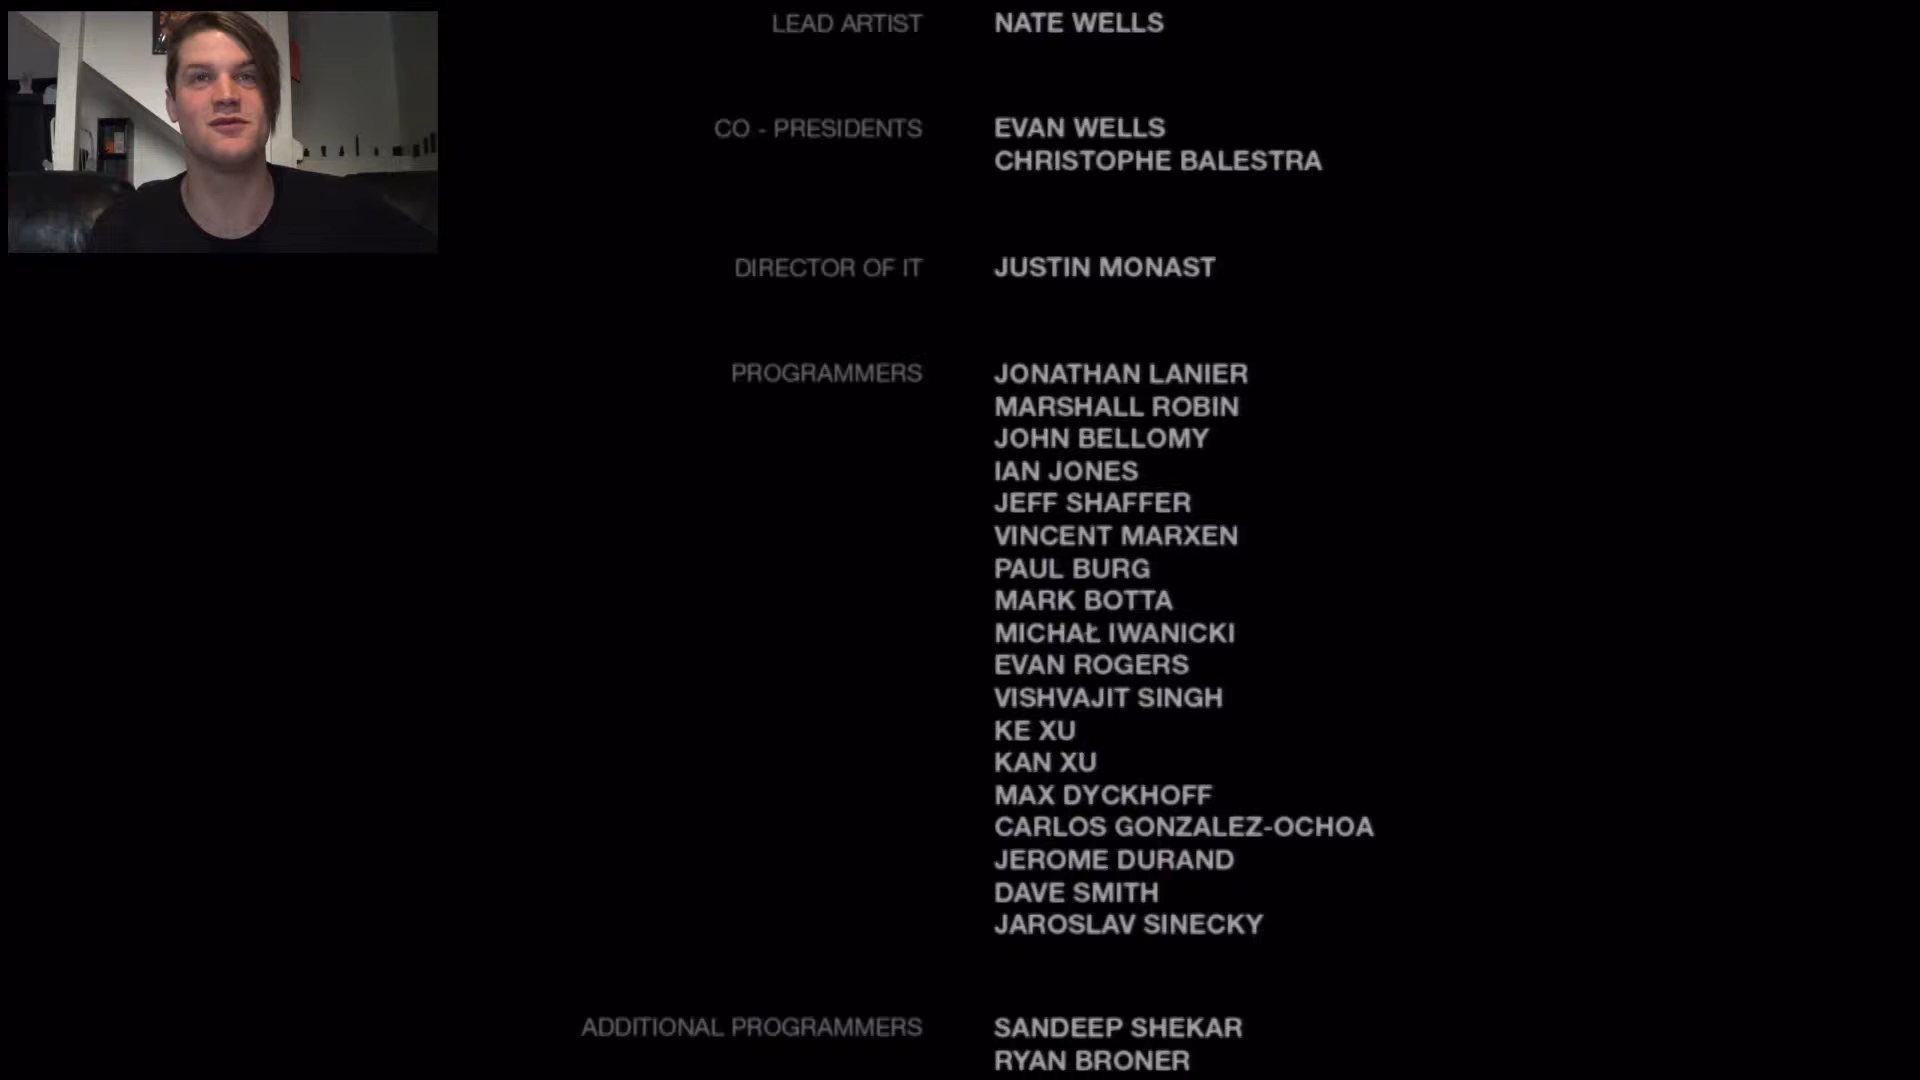 LEAD ARTIST NATE WELLS
CO - PRESIDENTS EVAN WELLS
CHRISTOPHE BALESTRA
DIRECTOR OF IT JUSTIN MONAST
PROGRAMMERS JONATHAN LANIER
MARSHALL ROBIN
JOHN BELLOMY
IAN JONES
JEFF SHAFFER
VINCENT MARXEN
PAUL BURG
MARK BOTTA
MICHAŁ IWANICKI
EVAN ROGERS
VISHVAJIT SINGH
KE XU
KAN XU
MAX DYCKHOFF
CARLOS GONZALEZ-OCHOA
JEROME DURAND
DAVE SMITH
JAROSLAV SINECKY
ADDITIONAL PROGRAMMERS SANDEEP SHEKAR
RYAN BRONER